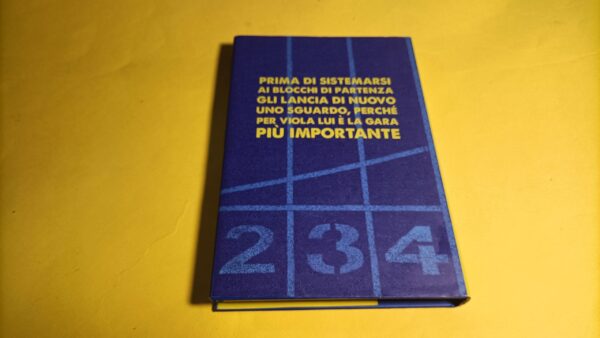 PRIMA DI SISTEMARSI
AI BLOCCHI DI PARTENZA
GLI LANCIA DI NUOVO
UNO SGUARDO, PERCHÉ
PER VIOLA LUI È LA GARA
PIÙ IMPORTANTE
2 3 4